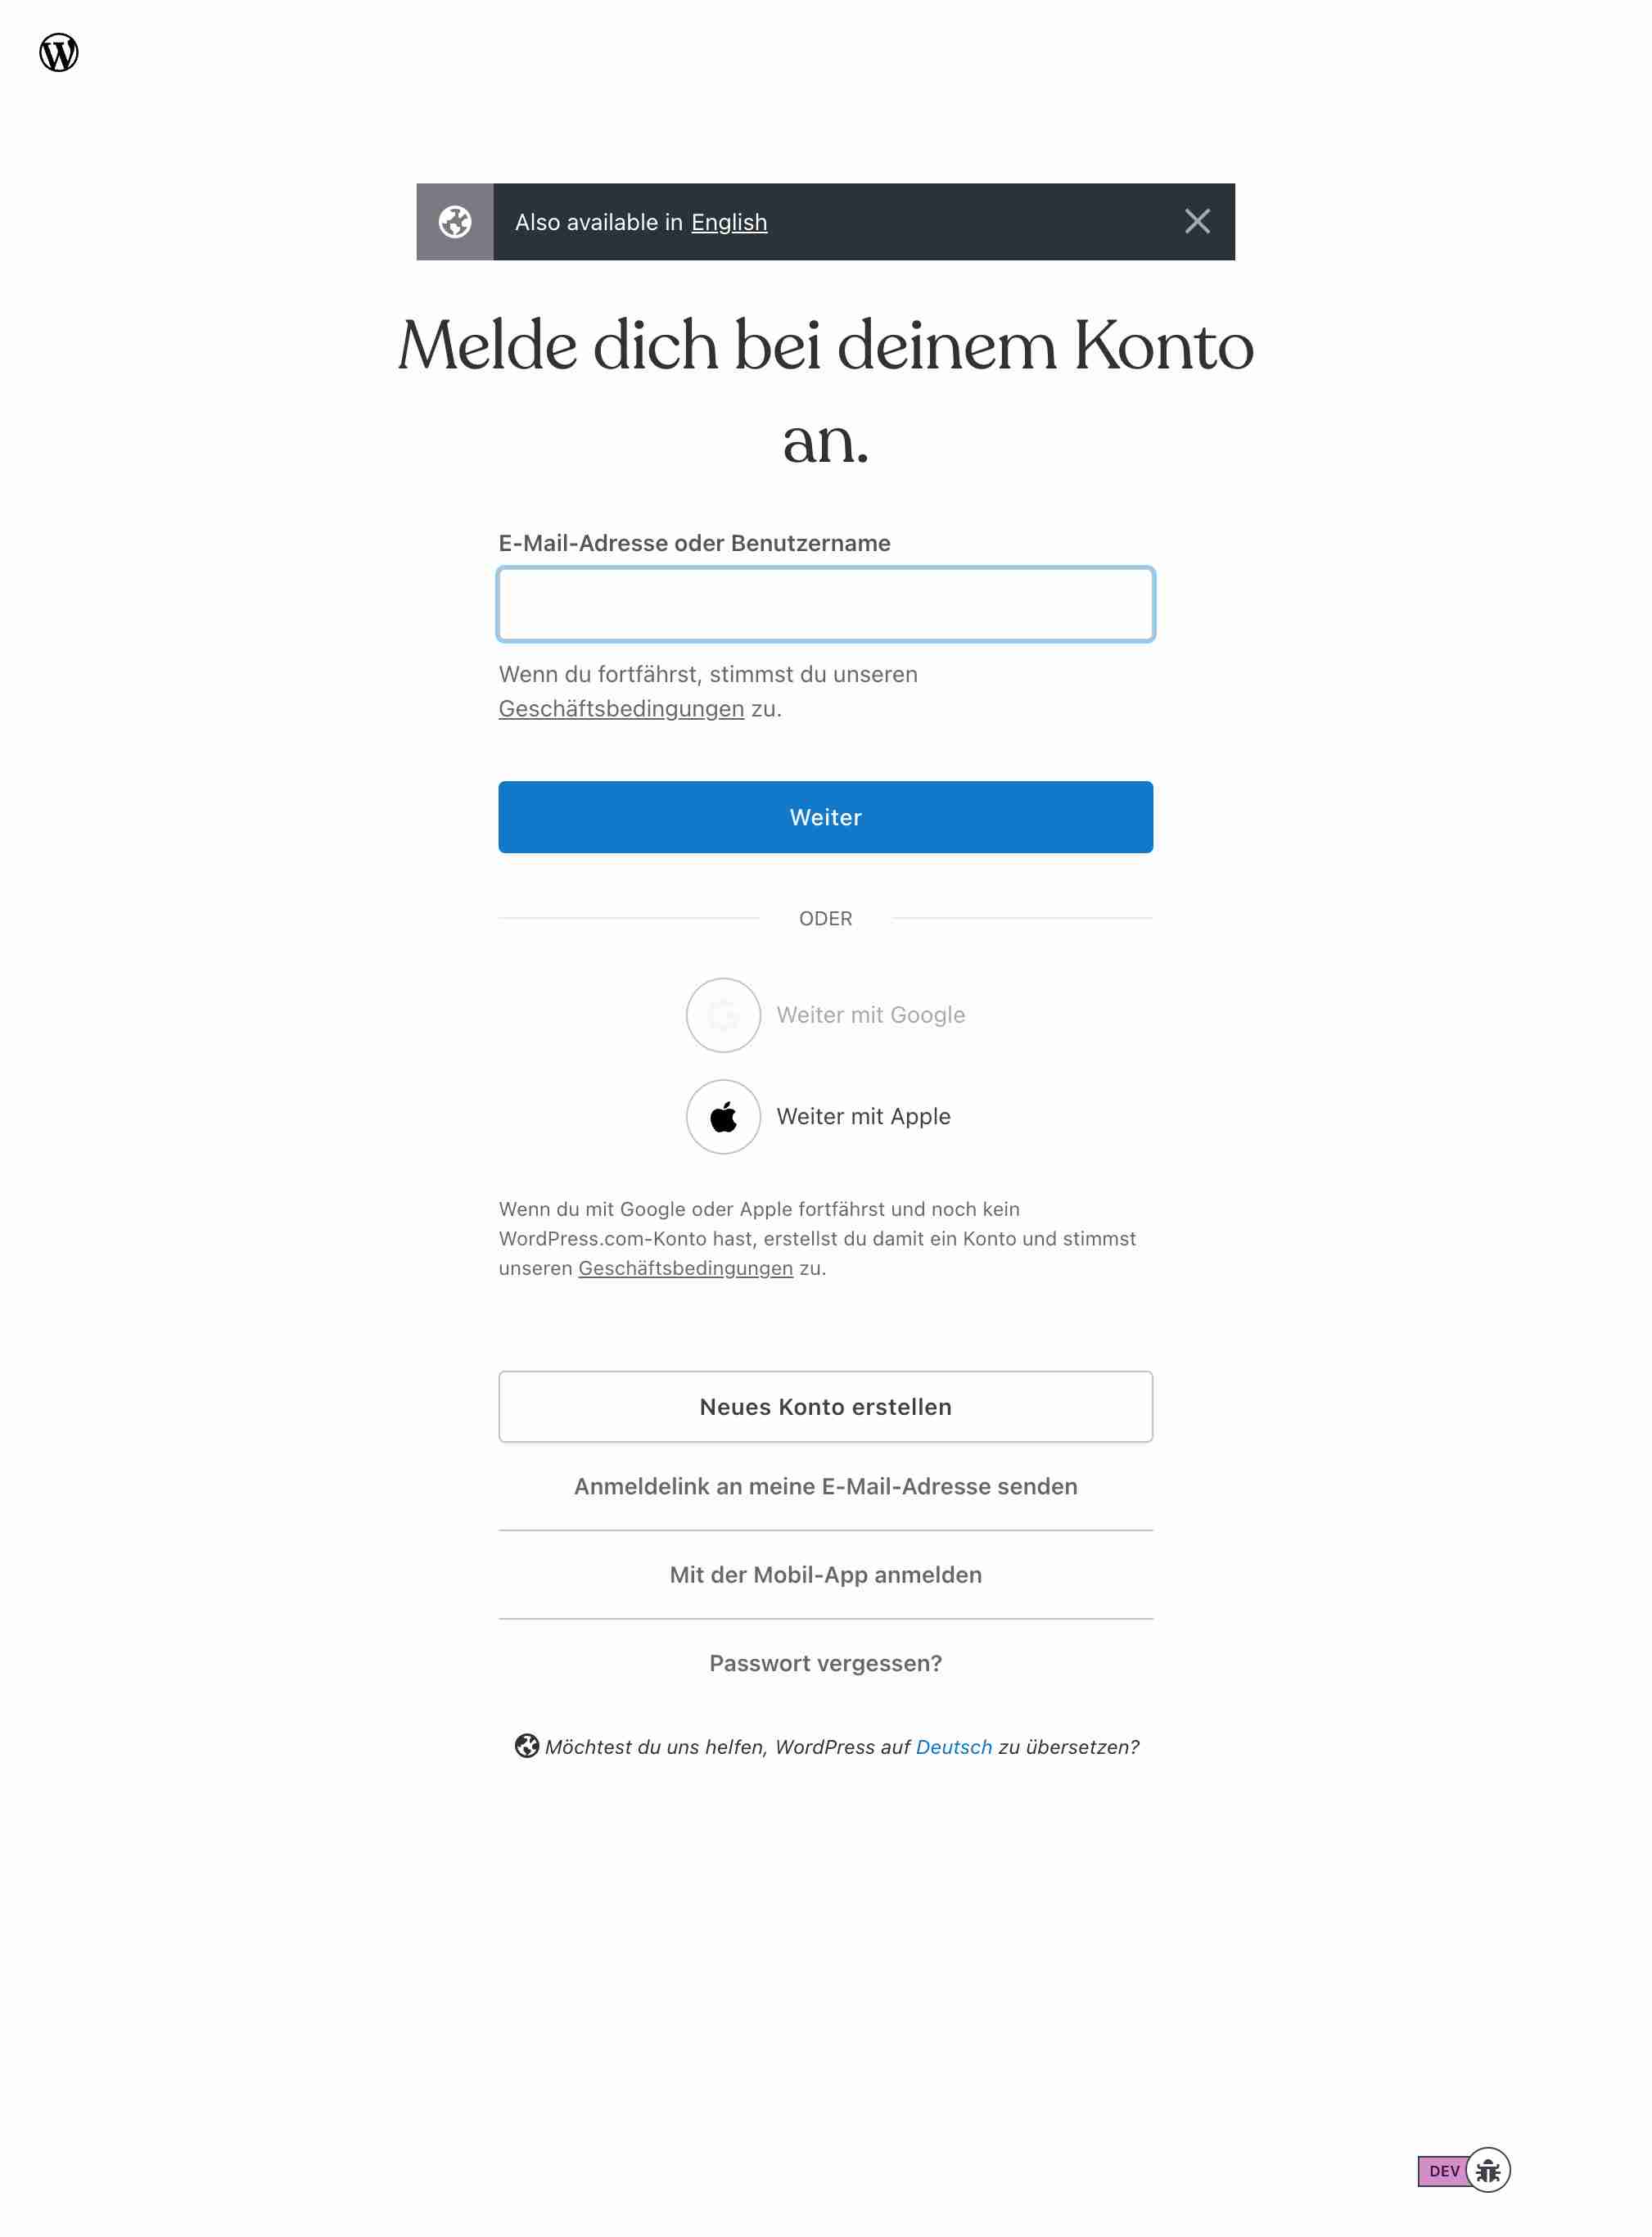 Also available in English
Melde dich bei deinem Konto
an.
E-Mail-Adresse oder Benutzername
Wenn du fortfährst, stimmst du unseren
Geschäftsbedingungen zu.
Weiter
ODER
Weiter mit Google
Weiter mit Apple
Wenn du mit Google oder Apple fortfährst und noch kein
WordPress.com-Konto hast, erstellst du damit ein Konto und stimmst
unseren Geschäftsbedingungen zu.
Neues Konto erstellen
Anmeldelink an meine E-Mail-Adresse senden
Mit der Mobil-App anmelden
Passwort vergessen?
Möchtest du uns helfen, WordPress auf Deutsch zu übersetzen?
DEV